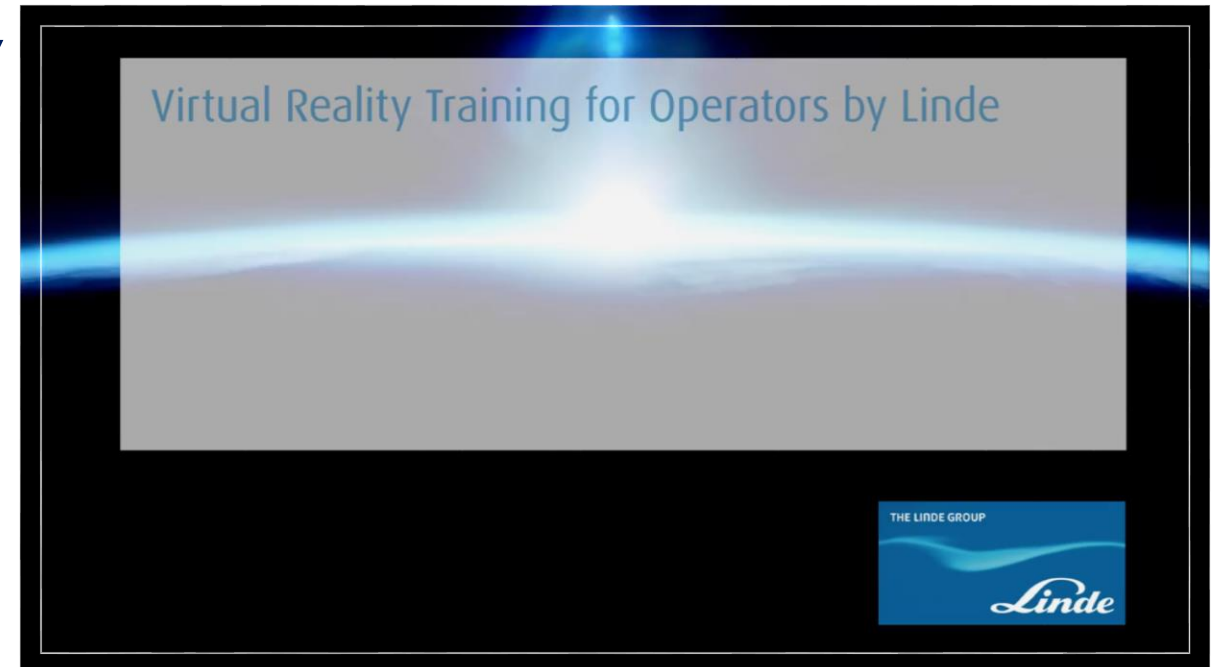 Virtual Reality Training for Operators by Linde
THE LINDE GROUP
Linde